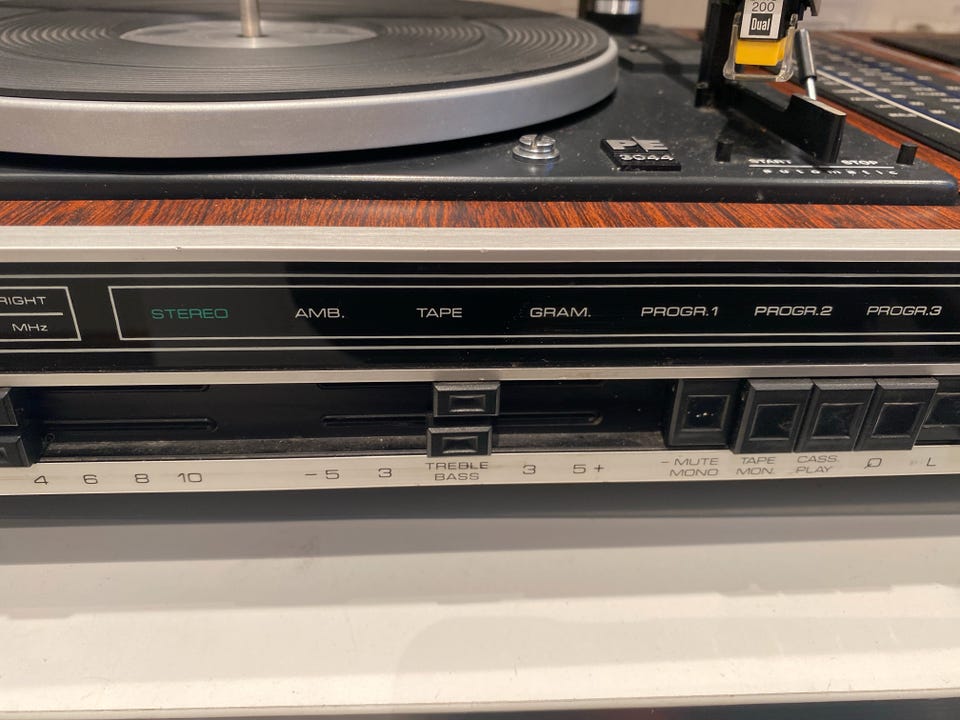 200
Dual
PE
3044
START STOP
automatic
RIGHT
MHz
STEREO AMB. TAPE GRAM. PROGR.1 PROGR.2 PROGR.3
4 6 8 10 -5 3 TREBLE 3 5+
BASS
-MUTE
MONO
TAPE
MON.
CASS.
PLAY
L